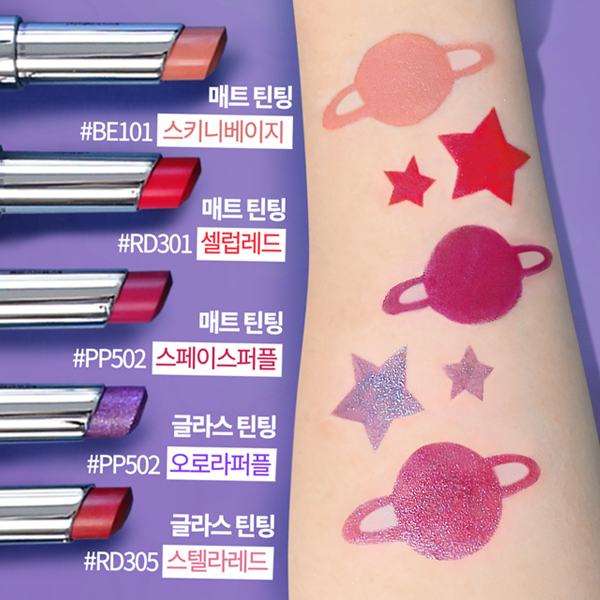 매트 틴팅
#BE101 스키니베이지
매트 틴팅
#RD301 셀럽레드
매트 틴팅
#PP502 스페이스퍼플
글라스 틴팅
#PP502 오로라퍼플
글라스 틴팅
#RD305 스텔라레드